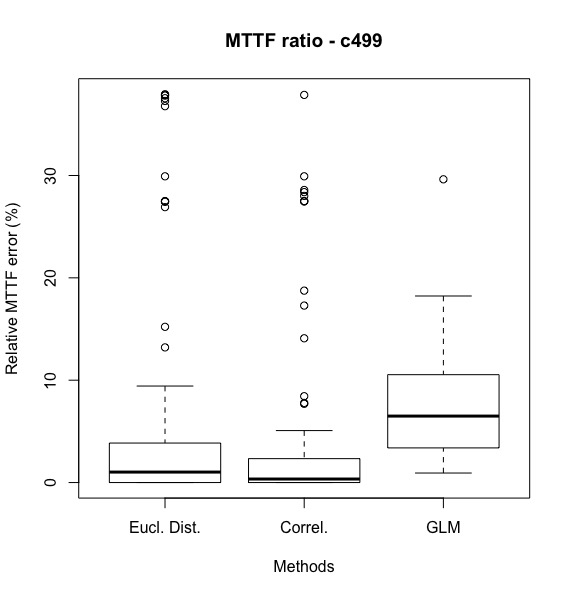 MTTF ratio - c499
Relative MTTF error (%)
30
20
10
0
Eucl. Dist. Correl. GLM
Methods